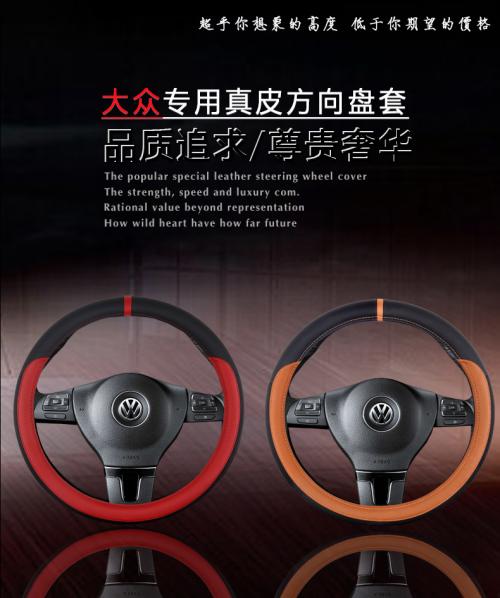 超乎你想象的高度 低于你期望的價格
大众专用真皮方向盘套
品质追求/尊贵奢华
The popular special leather steering wheel cover
The strength, speed and luxury com.
Rational value beyond representation
How wild heart have how far future